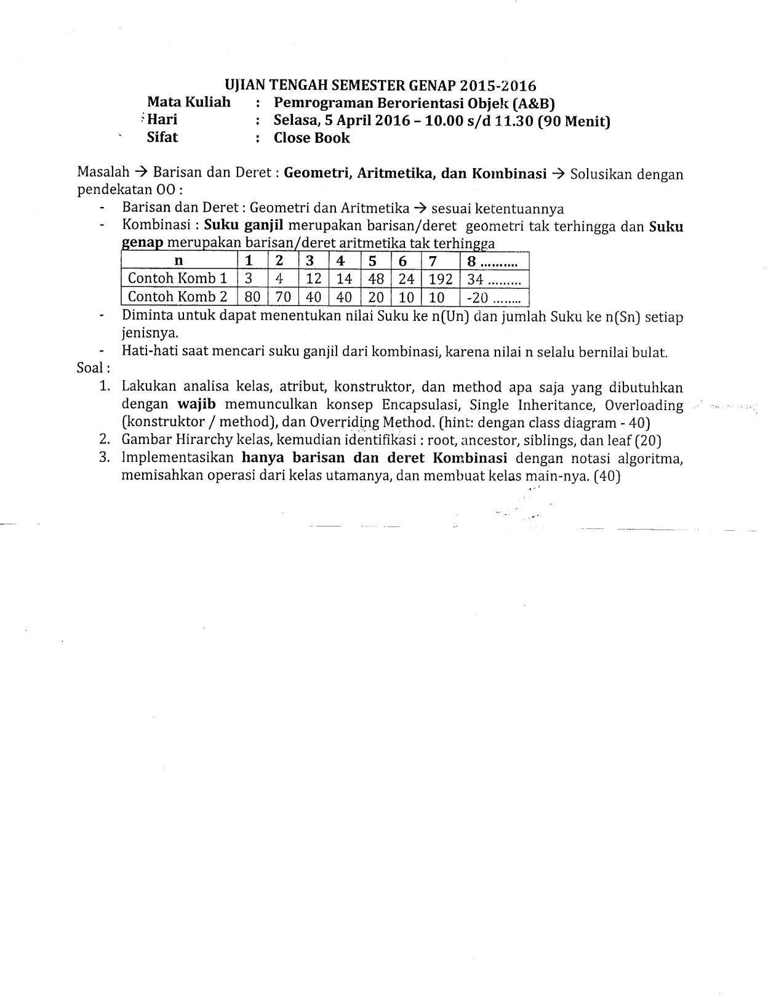 UJIAN TENGAH SEMESTER GENAP 2015-2016
Mata Kuliah : Pemrograman Berorientasi Objek (A&B)
Hari : Selasa, 5 April 2016 – 10.00 s/d 11.30 (90 Menit)
Sifat : Close Book
Masalah → Barisan dan Deret : Geometri, Aritmetika, dan Kombinasi → Solusikan dengan
pendekatan OO :
- Barisan dan Deret : Geometri dan Aritmetika → sesuai ketentuannya
- Kombinasi : Suku ganjil merupakan barisan/deret geometri tak terhingga dan Suku
genap merupakan barisan/deret aritmetika tak terhingga
n 1 2 3 4 5 6 7 8 ..........
Contoh Komb 1 3 4 12 14 48 24 192 34 .........
Contoh Komb 2 80 70 40 40 20 10 10 -20 ........
- Diminta untuk dapat menentukan nilai Suku ke n(Un) dan jumlah Suku ke n(Sn) setiap
jenisnya.
- Hati-hati saat mencari suku ganjil dari kombinasi, karena nilai n selalu bernilai bulat.
Soal :
1. Lakukan analisa kelas, atribut, konstruktor, dan method apa saja yang dibutuhkan
dengan wajib memunculkan konsep Encapsulasi, Single Inheritance, Overloading
(konstruktor / method), dan Overriding Method. (hint: dengan class diagram - 40)
2. Gambar Hirarchy kelas, kemudian identifikasi : root, ancestor, siblings, dan leaf (20)
3. Implementasikan hanya barisan dan deret Kombinasi dengan notasi algoritma,
memisahkan operasi dari kelas utamanya, dan membuat kelas main-nya. (40)